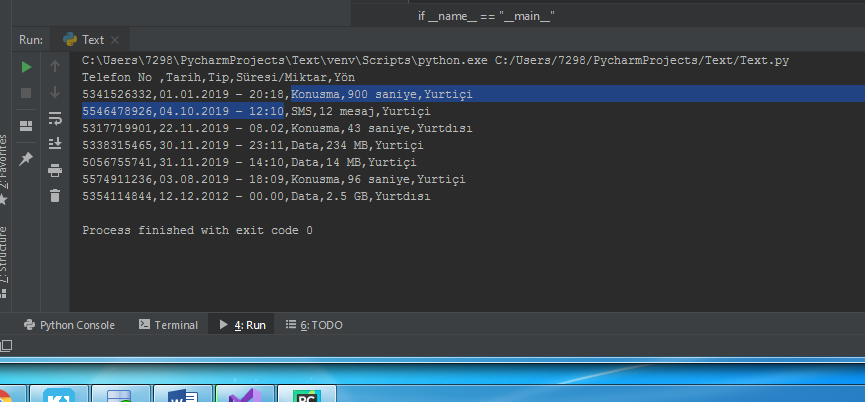 if __name__ == "__main__"
Run: Text
C:\Users\7298\PycharmProjects\Text\venv\Scripts\python.exe C:/Users/7298/PycharmProjects/Text/Text.py
Telefon No ,Tarih,Tip,Süresi/Miktar,Yön
5341526332,01.01.2019 - 20:18,Konusma,900 saniye,Yurtiçi
5546478926,04.10.2019 - 12:10,SMS,12 mesaj,Yurtiçi
5317719901,22.11.2019 - 08.02,Konusma,43 saniye,Yurtdısı
5338315465,30.11.2019 - 23:11,Data,234 MB,Yurtiçi
5056755741,31.11.2019 - 14:10,Data,14 MB,Yurtiçi
5574911236,03.08.2019 - 18:09,Konusma,96 saniye,Yurtiçi
5354114844,12.12.2012 - 00.00,Data,2.5 GB,Yurtdısı
Process finished with exit code 0
2: Favorites
7: Structure
Python Console Terminal 4: Run 6: TODO
W PC